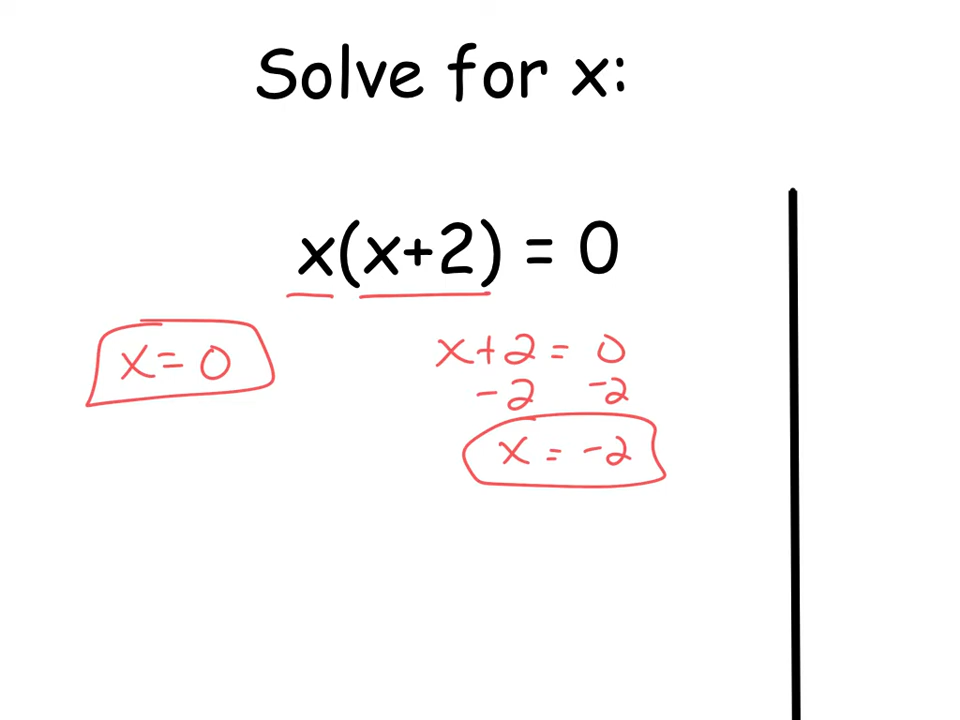 Solve for x:
x(x+2) = 0
x = 0
x+2 = 0
-2 -2
x = -2